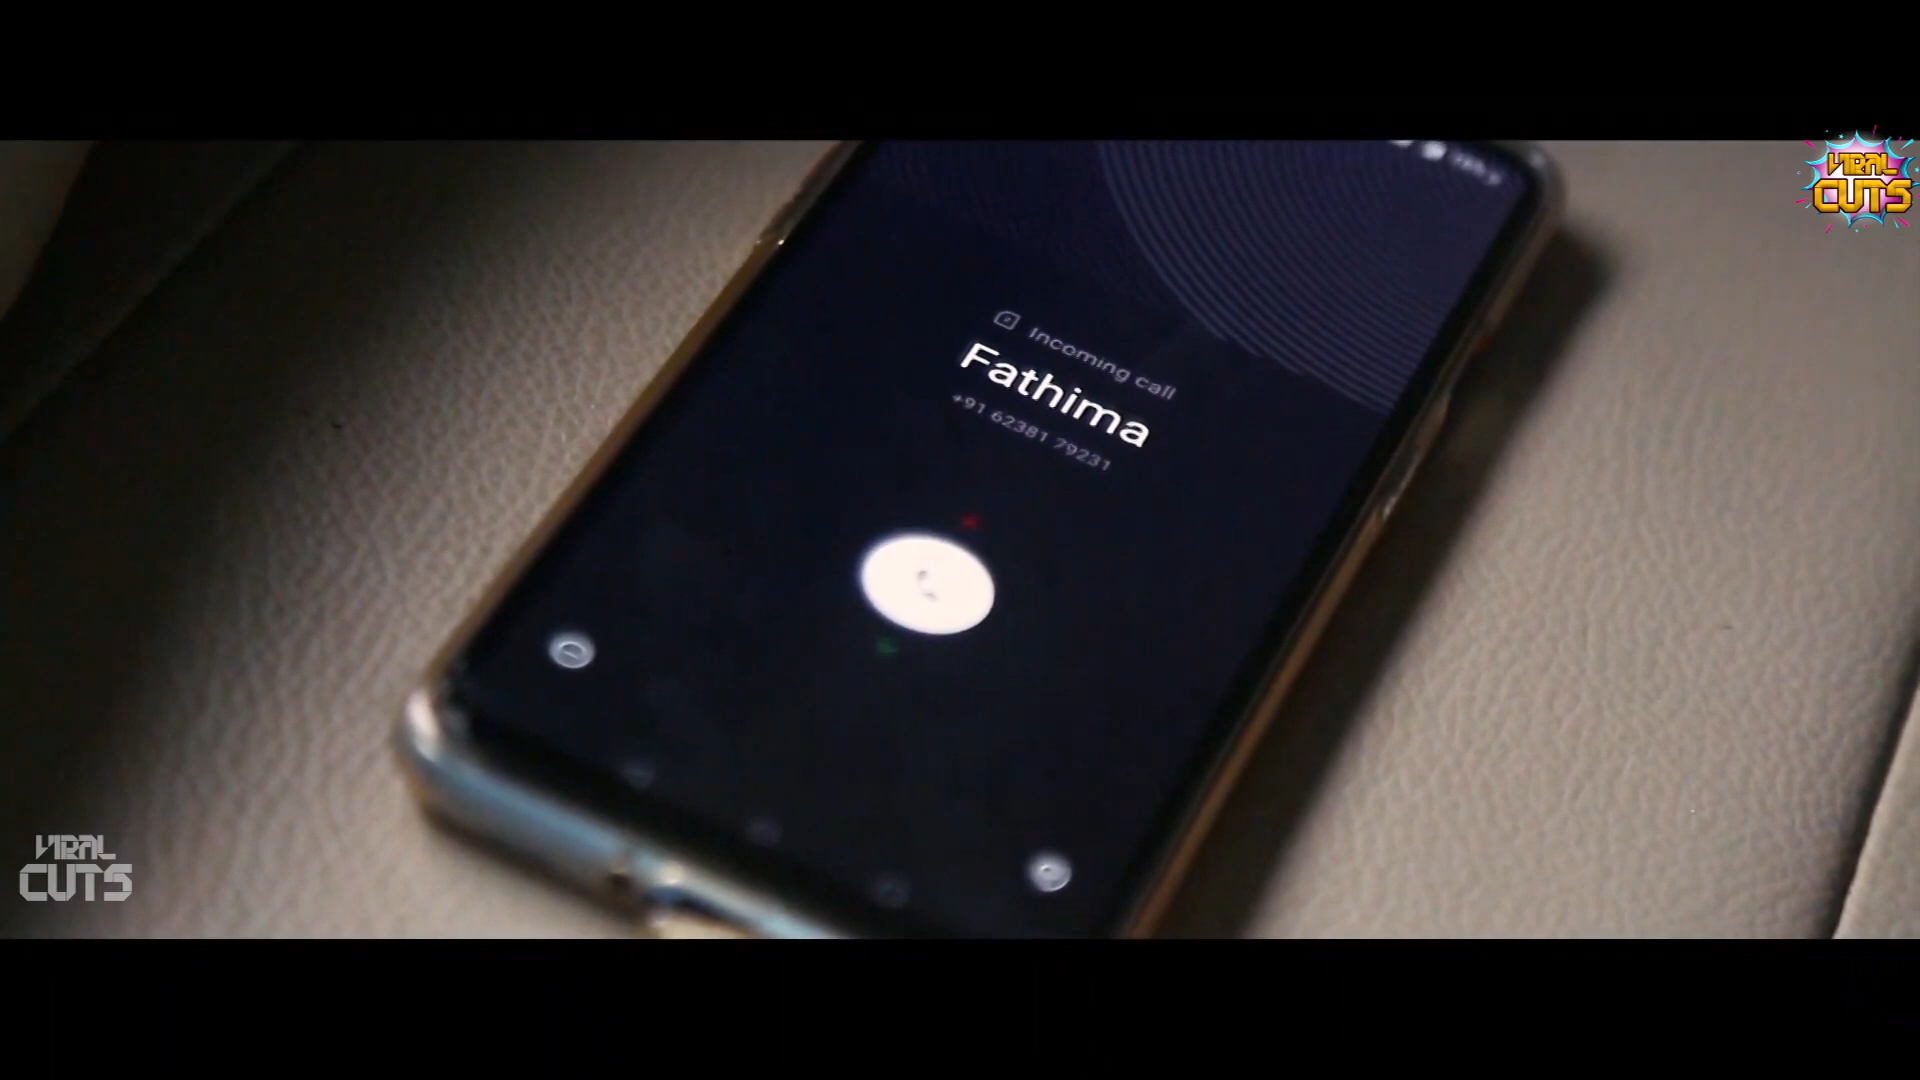 VIRAL
CUTS
Incoming call
Fathima
+91 62381 79231
VIRAL
CUTS